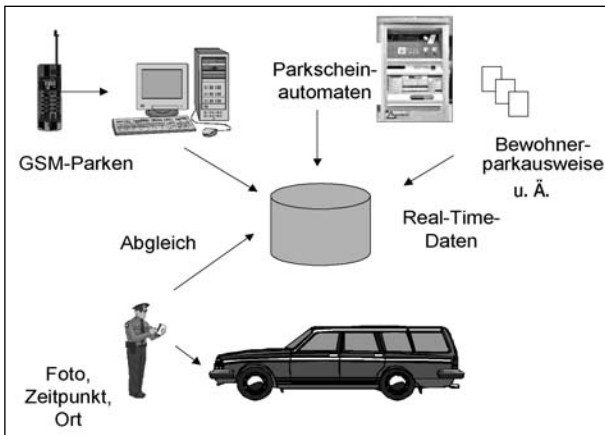 Parkschein-
automaten
GSM-Parken
Bewohner-
parkausweise
u. Ä.
Real-Time-
Daten
Abgleich
Foto,
Zeitpunkt,
Ort